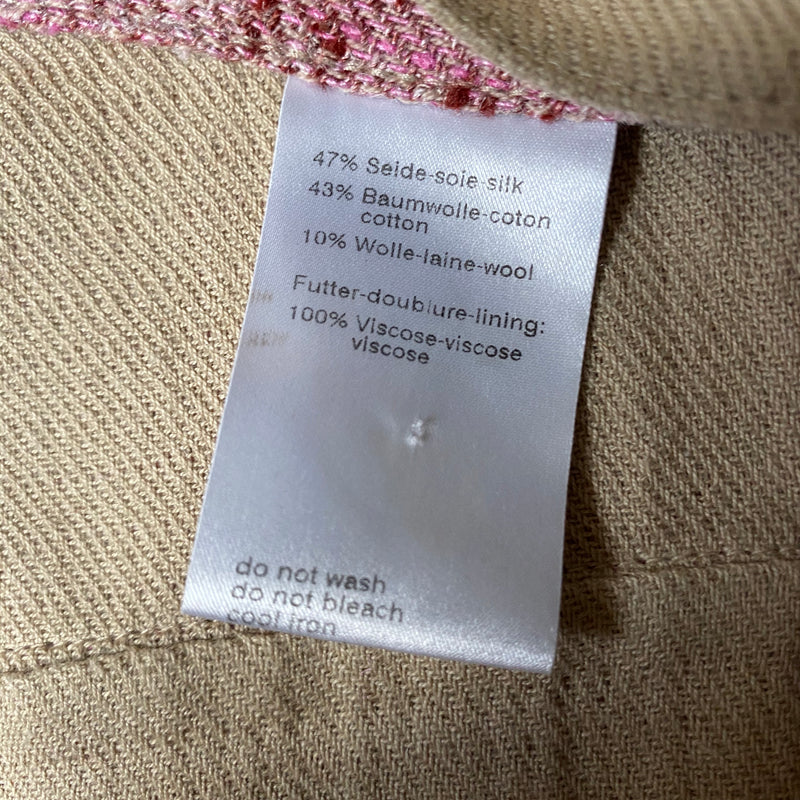 47% Seide-soie-silk
43% Baumwolle-coton
cotton
10% Wolle-laine-wool
Futter-doublure-lining:
100% Viscose-viscose
viscose
do not wash
do not bleach
cool iron